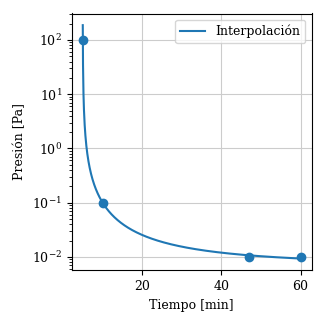 Interpolación
Presión [Pa]
10²
10¹
10⁰
10⁻¹
10⁻²
20
40
60
Tiempo [min]